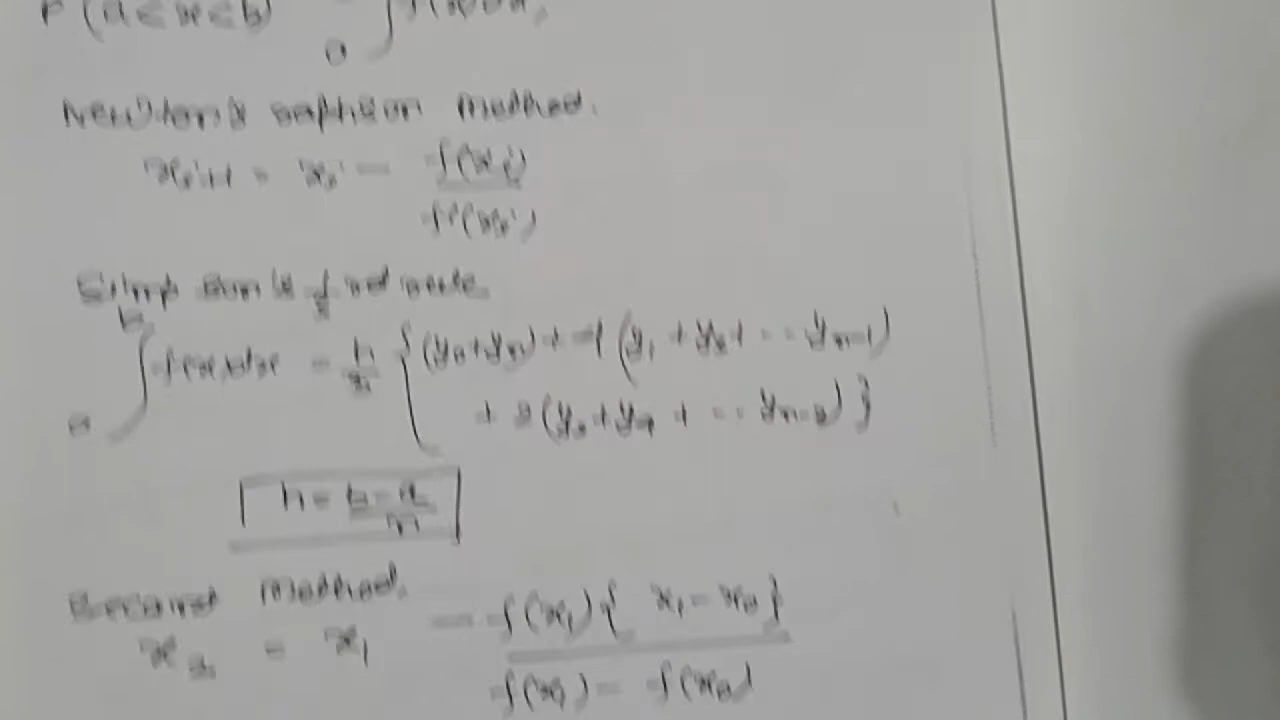 P(a≤x≤b) ∫ f(x)dx,
a
Newton's raphson method.
xᵢ₊₁ = xᵢ - f(xᵢ)
f'(xᵢ)
Simpson's 1/3 rd rule
b
∫ f(x)dx = h/3 {(y₀+yₙ) + 4(y₁ + y₃+ ... yₙ₋₁)
a + 2(y₂+y₄ + ... yₙ₋₂)}
h = b-a
n
Secant method.
x₂ = x₁ - f(x₁){ x₁ - x₀}
f(x₁) - f(x₀)